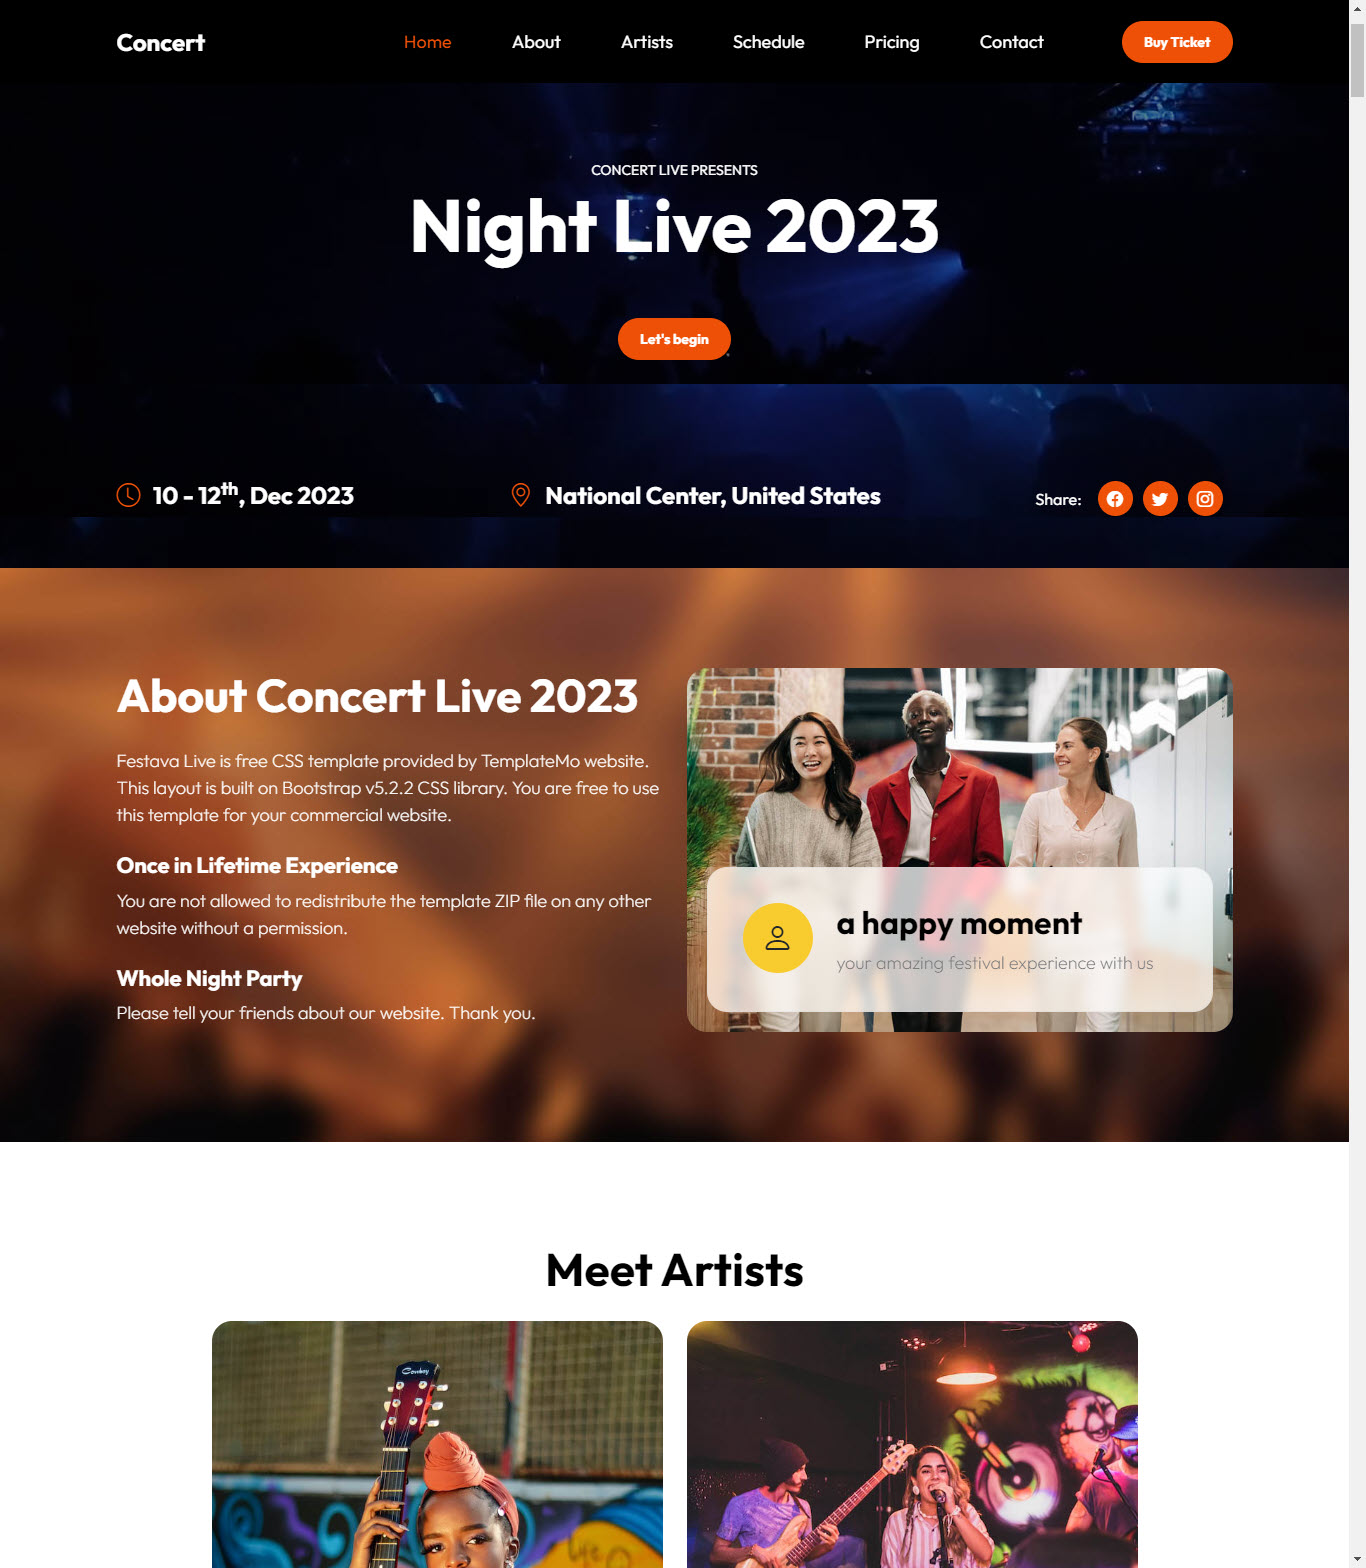 Concert
Home
About
Artists
Schedule
Pricing
Contact
Buy Ticket
CONCERT LIVE PRESENTS
Night Live 2023
Let's begin
10 - 12th, Dec 2023
National Center, United States
Share:
About Concert Live 2023
Festava Live is free CSS template provided by TemplateMo website.
This layout is built on Bootstrap v5.2.2 CSS library. You are free to use
this template for your commercial website.
Once in Lifetime Experience
You are not allowed to redistribute the template ZIP file on any other
website without a permission.
Whole Night Party
Please tell your friends about our website. Thank you.
a happy moment
your amazing festival experience with us
Meet Artists
Cowboy